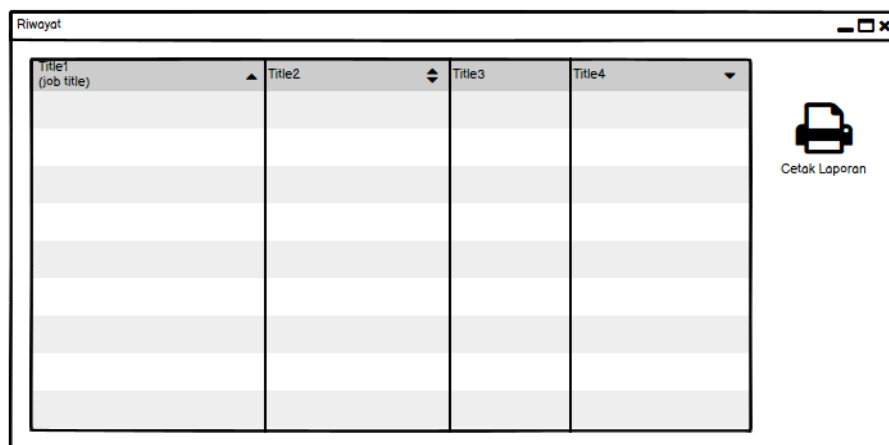 Riwayat
Title1
(job title)
Title2
Title3
Title4
Cetak Laporan